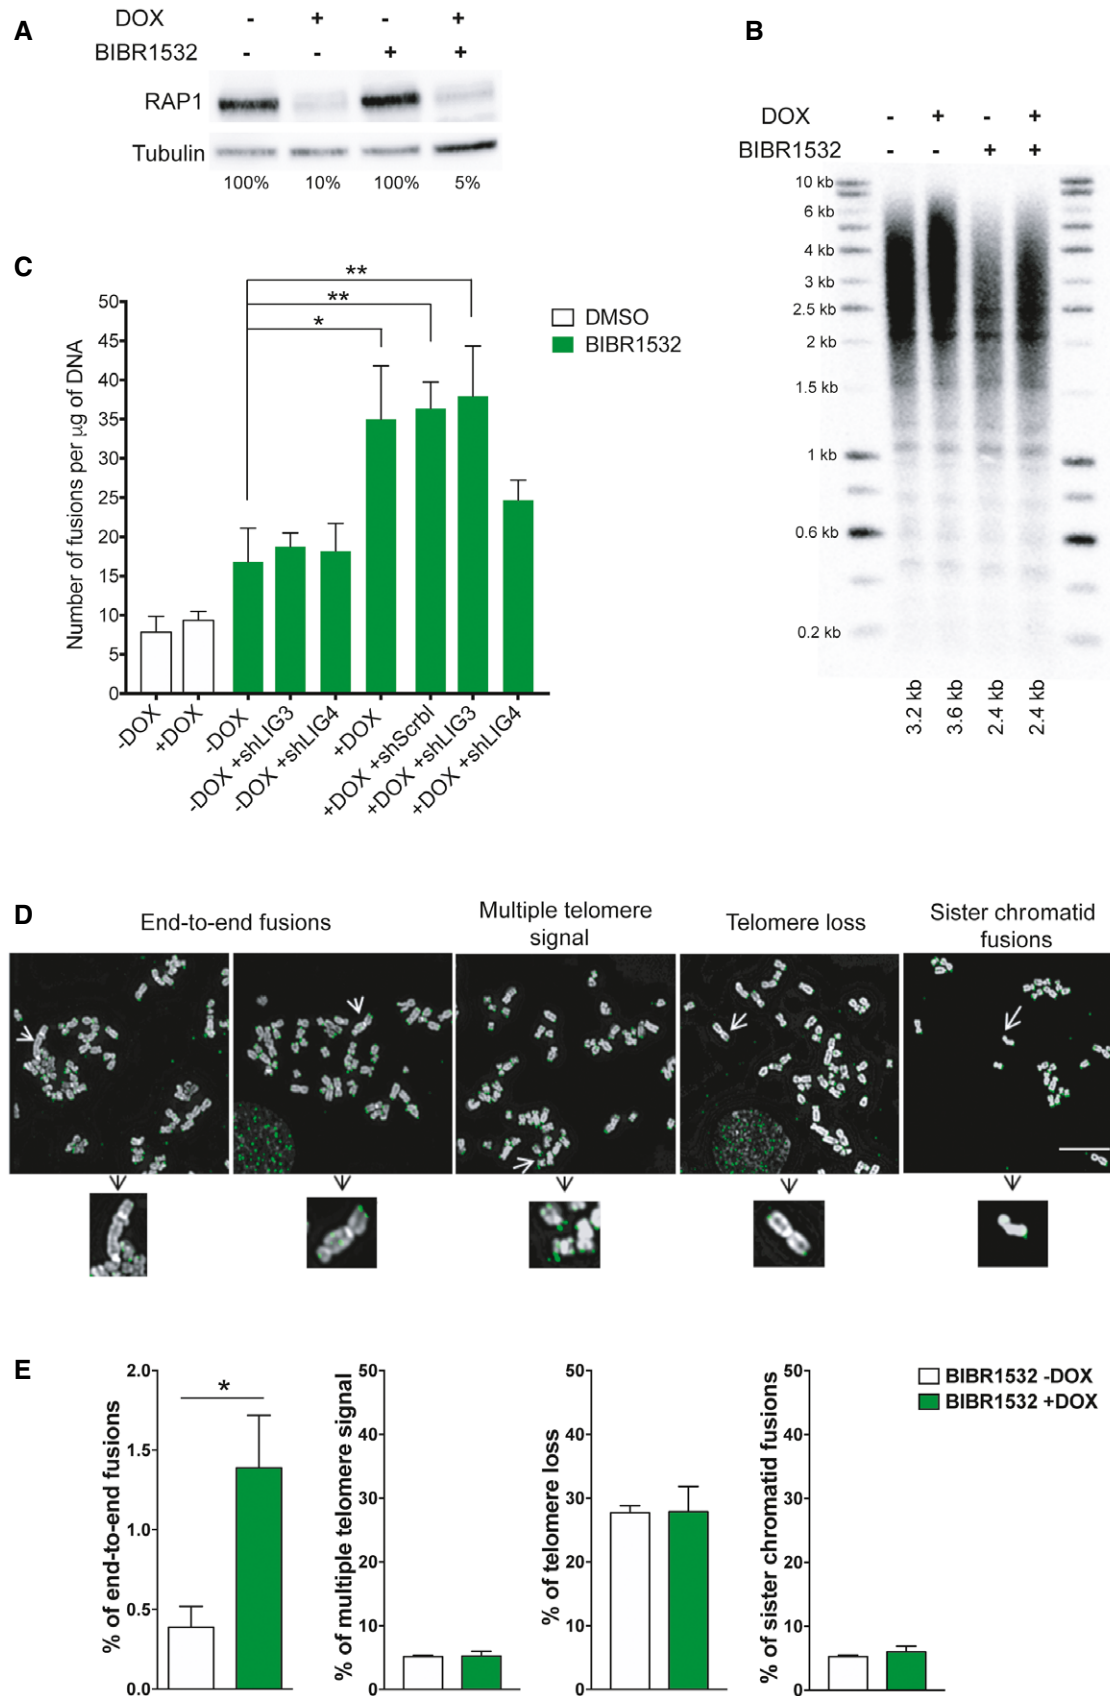 A
DOX - + - +
BIBR1532 - - + +
RAP1
Tubulin
100% 10% 100% 5%
B
DOX - + - +
BIBR1532 - - + +
10 kb
6 kb
4 kb
3 kb
2.5 kb
2 kb
1.5 kb
1 kb
0.6 kb
0.2 kb
3.2 kb
3.6 kb
2.4 kb
2.4 kb
C
Number of fusions per µg of DNA
50
45
40
35
30
25
20
15
10
5
0
**
**
*
DMSO
BIBR1532
-DOX
+DOX
-DOX
-DOX +shLIG3
-DOX +shLIG4
+DOX
+DOX +shScrbl
+DOX +shLIG3
+DOX +shLIG4
D
End-to-end fusions
Multiple telomere
signal
Telomere loss
Sister chromatid
fusions
E
% of end-to-end fusions
2.0
1.5
1.0
0.5
0.0
*
% of multiple telomere signal
50
40
30
20
10
0
% of telomere loss
50
40
30
20
10
0
% of sister chromatid fusions
50
40
30
20
10
0
BIBR1532 -DOX
BIBR1532 +DOX